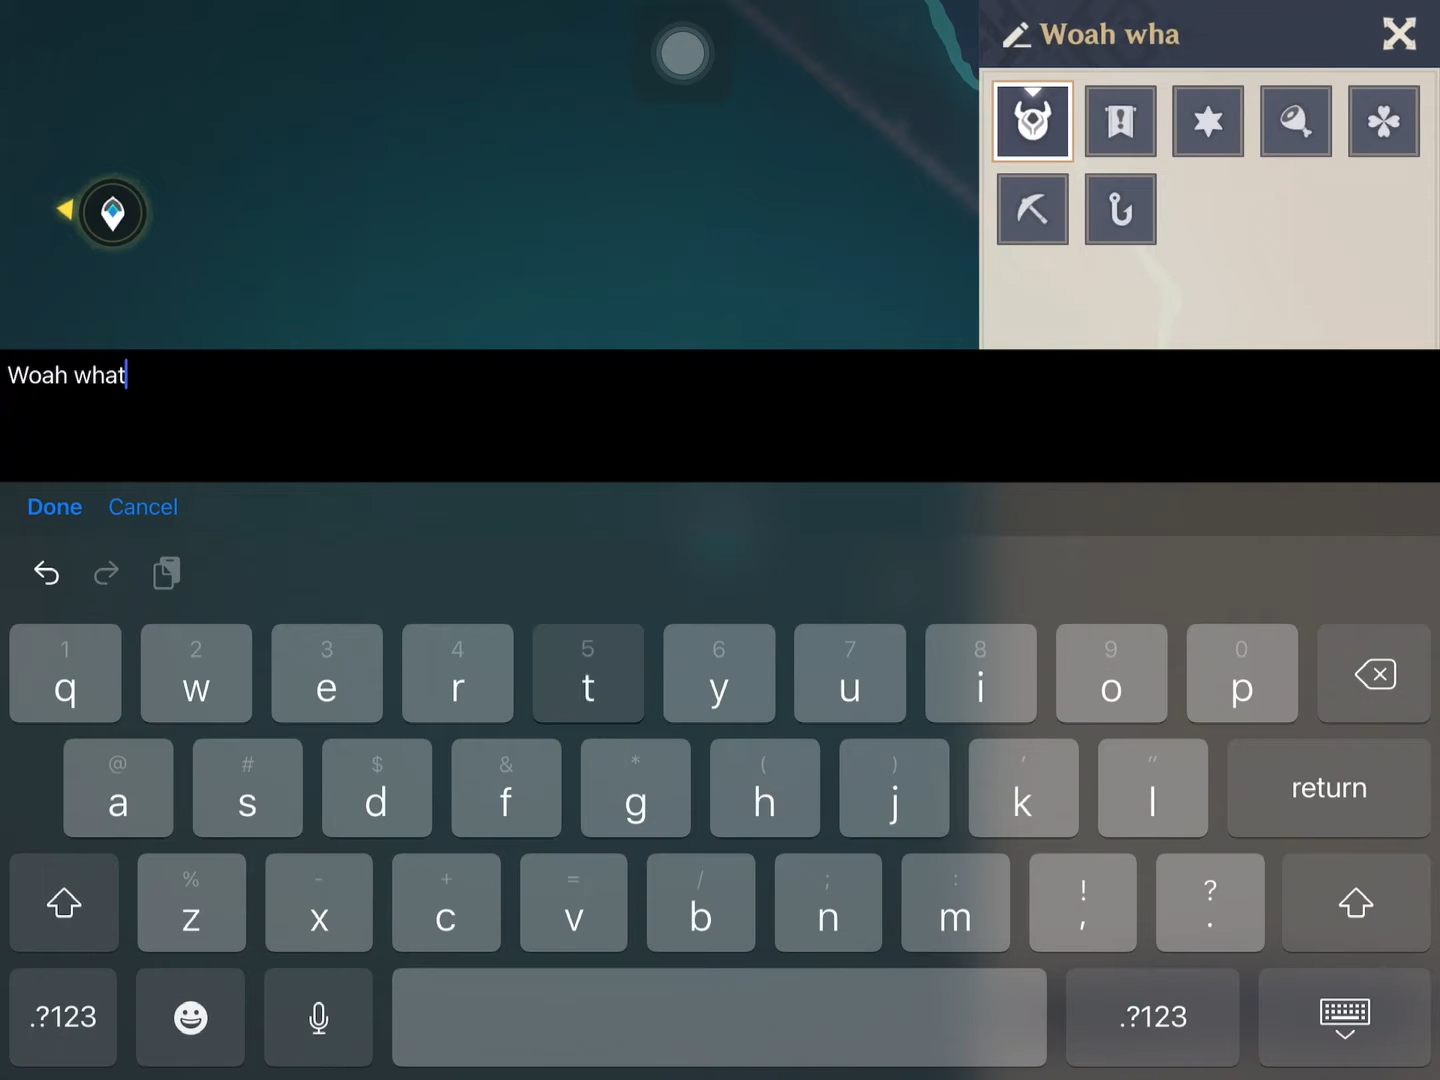 Woah wha
Woah what
Done Cancel
1 2 3 4 5 6 7 8 9 0
q w e r t y u i o p
@ # $ & * ( ) ' "
a s d f g h j k l return
% - + = / ; : ! ?
z x c v b n m , .
.?123 .?123